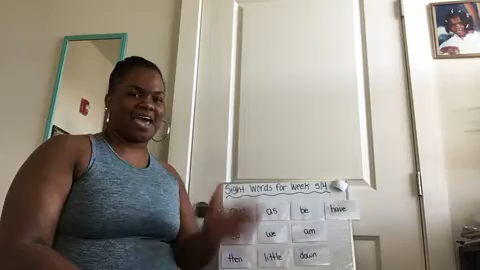 Sight Words for Week 5/4
as be have
we am
then little down